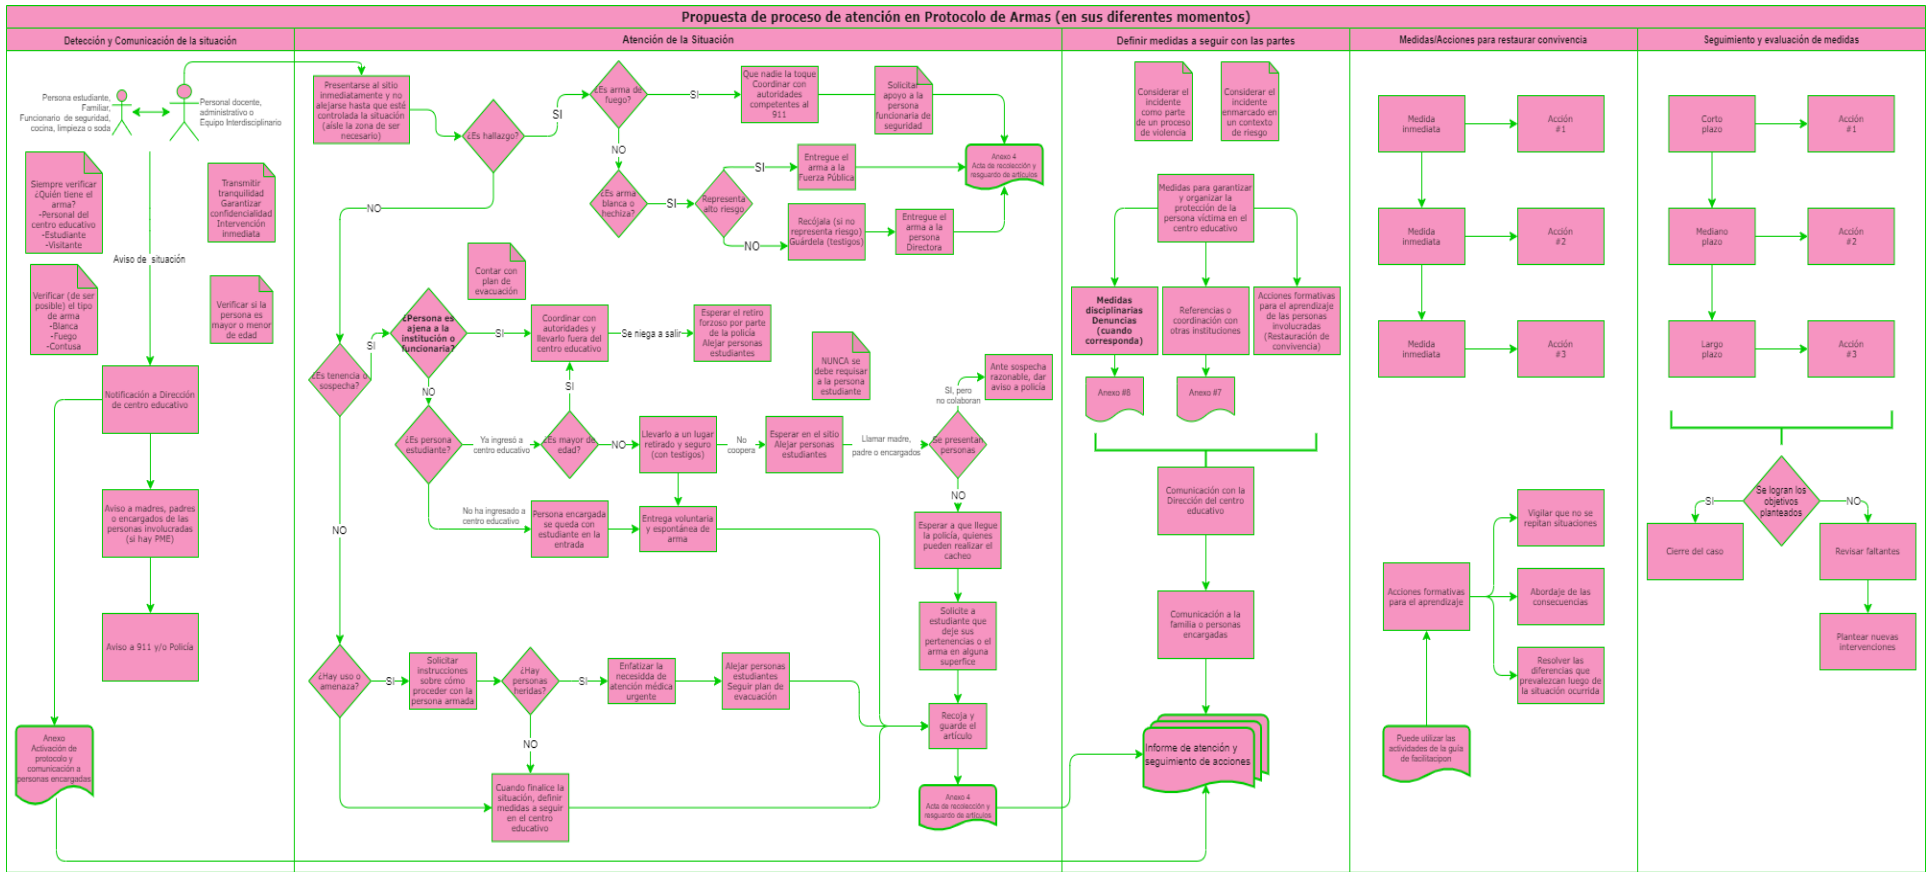 Propuesta de proceso de atención en Protocolo de Armas (en sus diferentes momentos)
Detección y Comunicación de la situación
Persona estudiante,
Familiar,
Funcionario de seguridad,
cocina, limpieza o soda
Personal docente,
administrativo o
Equipo Interdisciplinario
Siempre verificar
¿Quién tiene el
arma?
-Personal del
centro educativo
-Estudiante
-Visitante
Transmitir
tranquilidad
Garantizar
confidencialidad
Intervención
inmediata
Aviso de situación
Verificar (de ser
posible) el tipo
de arma
-Blanca
-Fuego
-Contusa
Verificar si la
persona es
mayor o menor
de edad
Notificación a Dirección
de centro educativo
Aviso a madres, padres
o encargados de las
personas involucradas
(si hay PME)
Aviso a 911 y/o Policía
Anexo
Activación de
protocolo y
comunicación a
personas encargadas
Atención de la Situación
Presentarse al sitio
inmediatamente y no
alejarse hasta que esté
controlada la situación
(aísle la zona de ser
necesario)
¿Es hallazgo?
SI
¿Es arma de
fuego?
SI
Que nadie la toque
Coordinar con
autoridades
competentes al
911
Solicitar
apoyo a la
persona
funcionaria de
seguridad
NO
¿Es arma
blanca o
hechiza?
SI
Representa
alto riesgo
SI
Entregue el
arma a la
Fuerza Pública
Anexo 4
Acta de recolección y
resguardo de artículos
NO
Recójala (si no
representa riesgo)
Guárdela (testigos)
Entregue el
arma a la
persona
Directora
NO
Contar con
plan de
evacuación
¿Es tenencia o
sospecha?
SI
¿Persona es
ajena a la
institución o
funcionaria?
SI
Coordinar con
autoridades y
llevarlo fuera del
centro educativo
Se niega a salir
Esperar el retiro
forzoso por parte
de la policía
Alejar personas
estudiantes
NUNCA se
debe requisar
a la persona
estudiante
NO
¿Es persona
estudiante?
Ya ingresó a
centro educativo
¿Es mayor de
edad?
SI
NO
Llevarlo a un lugar
retirado y seguro
(con testigos)
No
coopera
Esperar en el sitio
Alejar personas
estudiantes
Llamar madre,
padre o encargados
Se presentan
personas
SI, pero
no colaboran
Ante sospecha
razonable, dar
aviso a policía
No ha ingresado a
centro educativo
Persona encargada
se queda con
estudiante en la
entrada
Entrega voluntaria
y espontánea de
arma
NO
Esperar a que llegue
la policía, quienes
pueden realizar el
cacheo
Solicite a
estudiante que
deje sus
pertenencias o el
arma en alguna
superfice
NO
¿Hay uso o
amenaza?
SI
Solicitar
instrucciones
sobre cómo
proceder con la
persona armada
¿Hay
personas
heridas?
SI
Enfatizar la
necesidda de
atención médica
urgente
Alejar personas
estudiantes
Seguir plan de
evacuación
Recoja y
guarde el
artículo
NO
Cuando finalice la
situación, definir
medidas a seguir
en el centro
educativo
Anexo 4
Acta de recolección y
resguardo de artículos
Definir medidas a seguir con las partes
Considerar el
incidente
como parte
de un proceso
de violencia
Considerar el
incidente
enmarcado en
un contexto
de riesgo
Medidas para garantizar
y organizar la
protección de la
persona víctima en el
centro educativo
Medidas
disciplinarias
Denuncias
(cuando
corresponda)
Referencias o
coordinación con
otras instituciones
Acciones formativas
para el aprendizaje
de las personas
involucradas
(Restauración de
convivencia)
Anexo #6
Anexo #7
Comunicación con la
Dirección del centro
educativo
Comunicación a la
familia o personas
encargadas
Informe de atención y
seguimiento de acciones
Medidas/Acciones para restaurar convivencia
Medida
inmediata
Acción
#1
Medida
inmediata
Acción
#2
Medida
inmediata
Acción
#3
Acciones formativas
para el aprendizaje
Vigilar que no se
repitan situaciones
Abordaje de las
consecuencias
Resolver las
diferencias que
prevalezcan luego de
la situación ocurrida
Puede utilizar las
actividades de la guía
de facilitacipon
Seguimiento y evaluación de medidas
Corto
plazo
Acción
#1
Mediano
plazo
Acción
#2
Largo
plazo
Acción
#3
Se logran los
objetivos
planteados
SI
NO
Cierre del caso
Revisar faltantes
Plantear nuevas
intervenciones